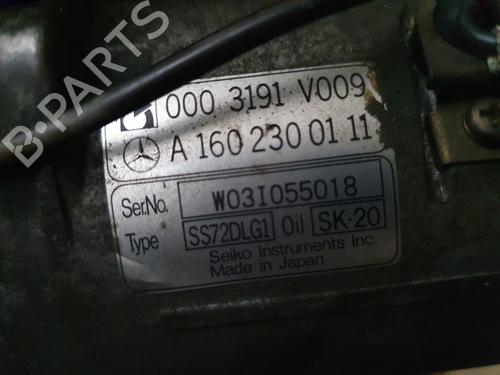 B-PARTS
000 3191 V009
A 160 230 01 11
Ser.No. W03I055018
Type SS72DLG1 Oil SK-20
Seiko Instruments Inc.
Made in Japan